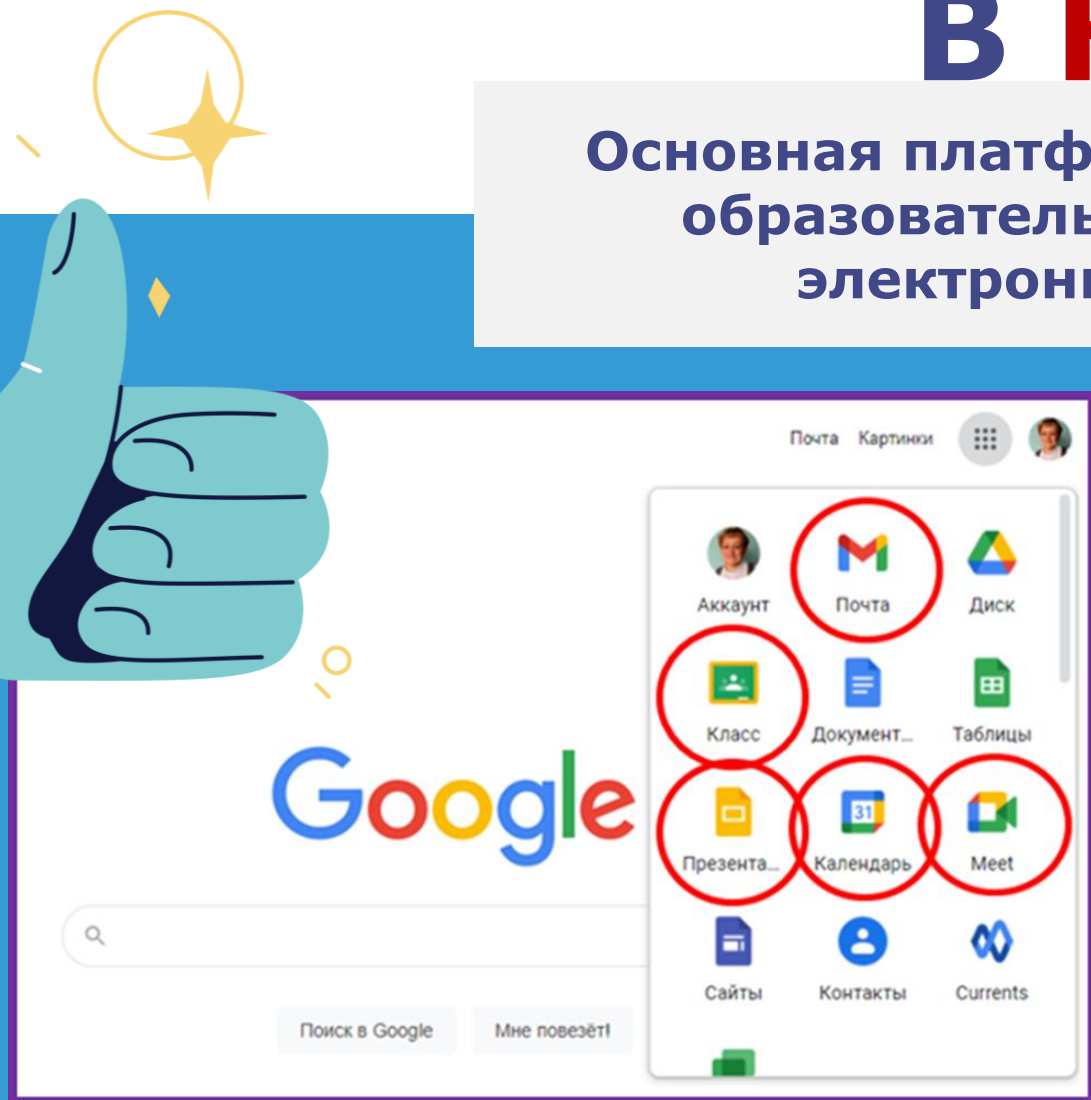 В
Основная платф
образователь
электрон
Почта Картинки
Аккаунт Почта Диск
31
Класс Документ... Таблицы
Google
Презента... Календарь Meet
Сайты Контакты Currents
Поиск в Google Мне повезёт!